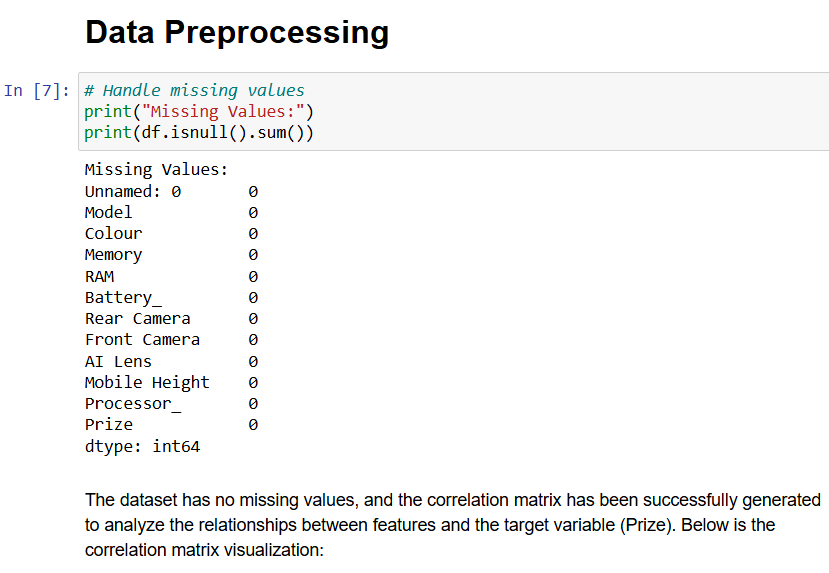 Data Preprocessing
In [7]: # Handle missing values
print("Missing Values:")
print(df.isnull().sum())
Missing Values:
Unnamed: 0       0
Model            0
Colour           0
Memory           0
RAM              0
Battery_         0
Rear Camera      0
Front Camera     0
AI Lens          0
Mobile Height    0
Processor_       0
Prize            0
dtype: int64
The dataset has no missing values, and the correlation matrix has been successfully generated
to analyze the relationships between features and the target variable (Prize). Below is the
correlation matrix visualization: